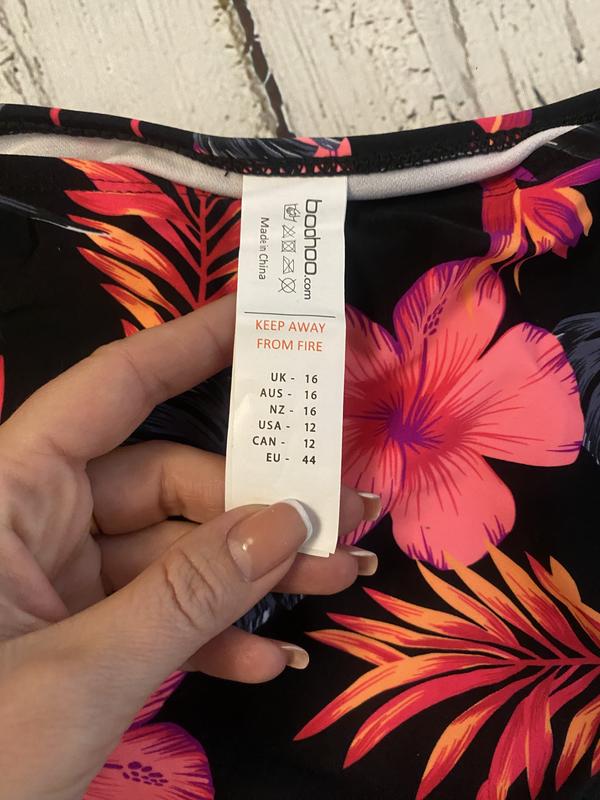 boohoo.com
Made in China
KEEP AWAY
FROM FIRE
UK - 16
AUS - 16
NZ - 16
USA - 12
CAN - 12
EU - 44